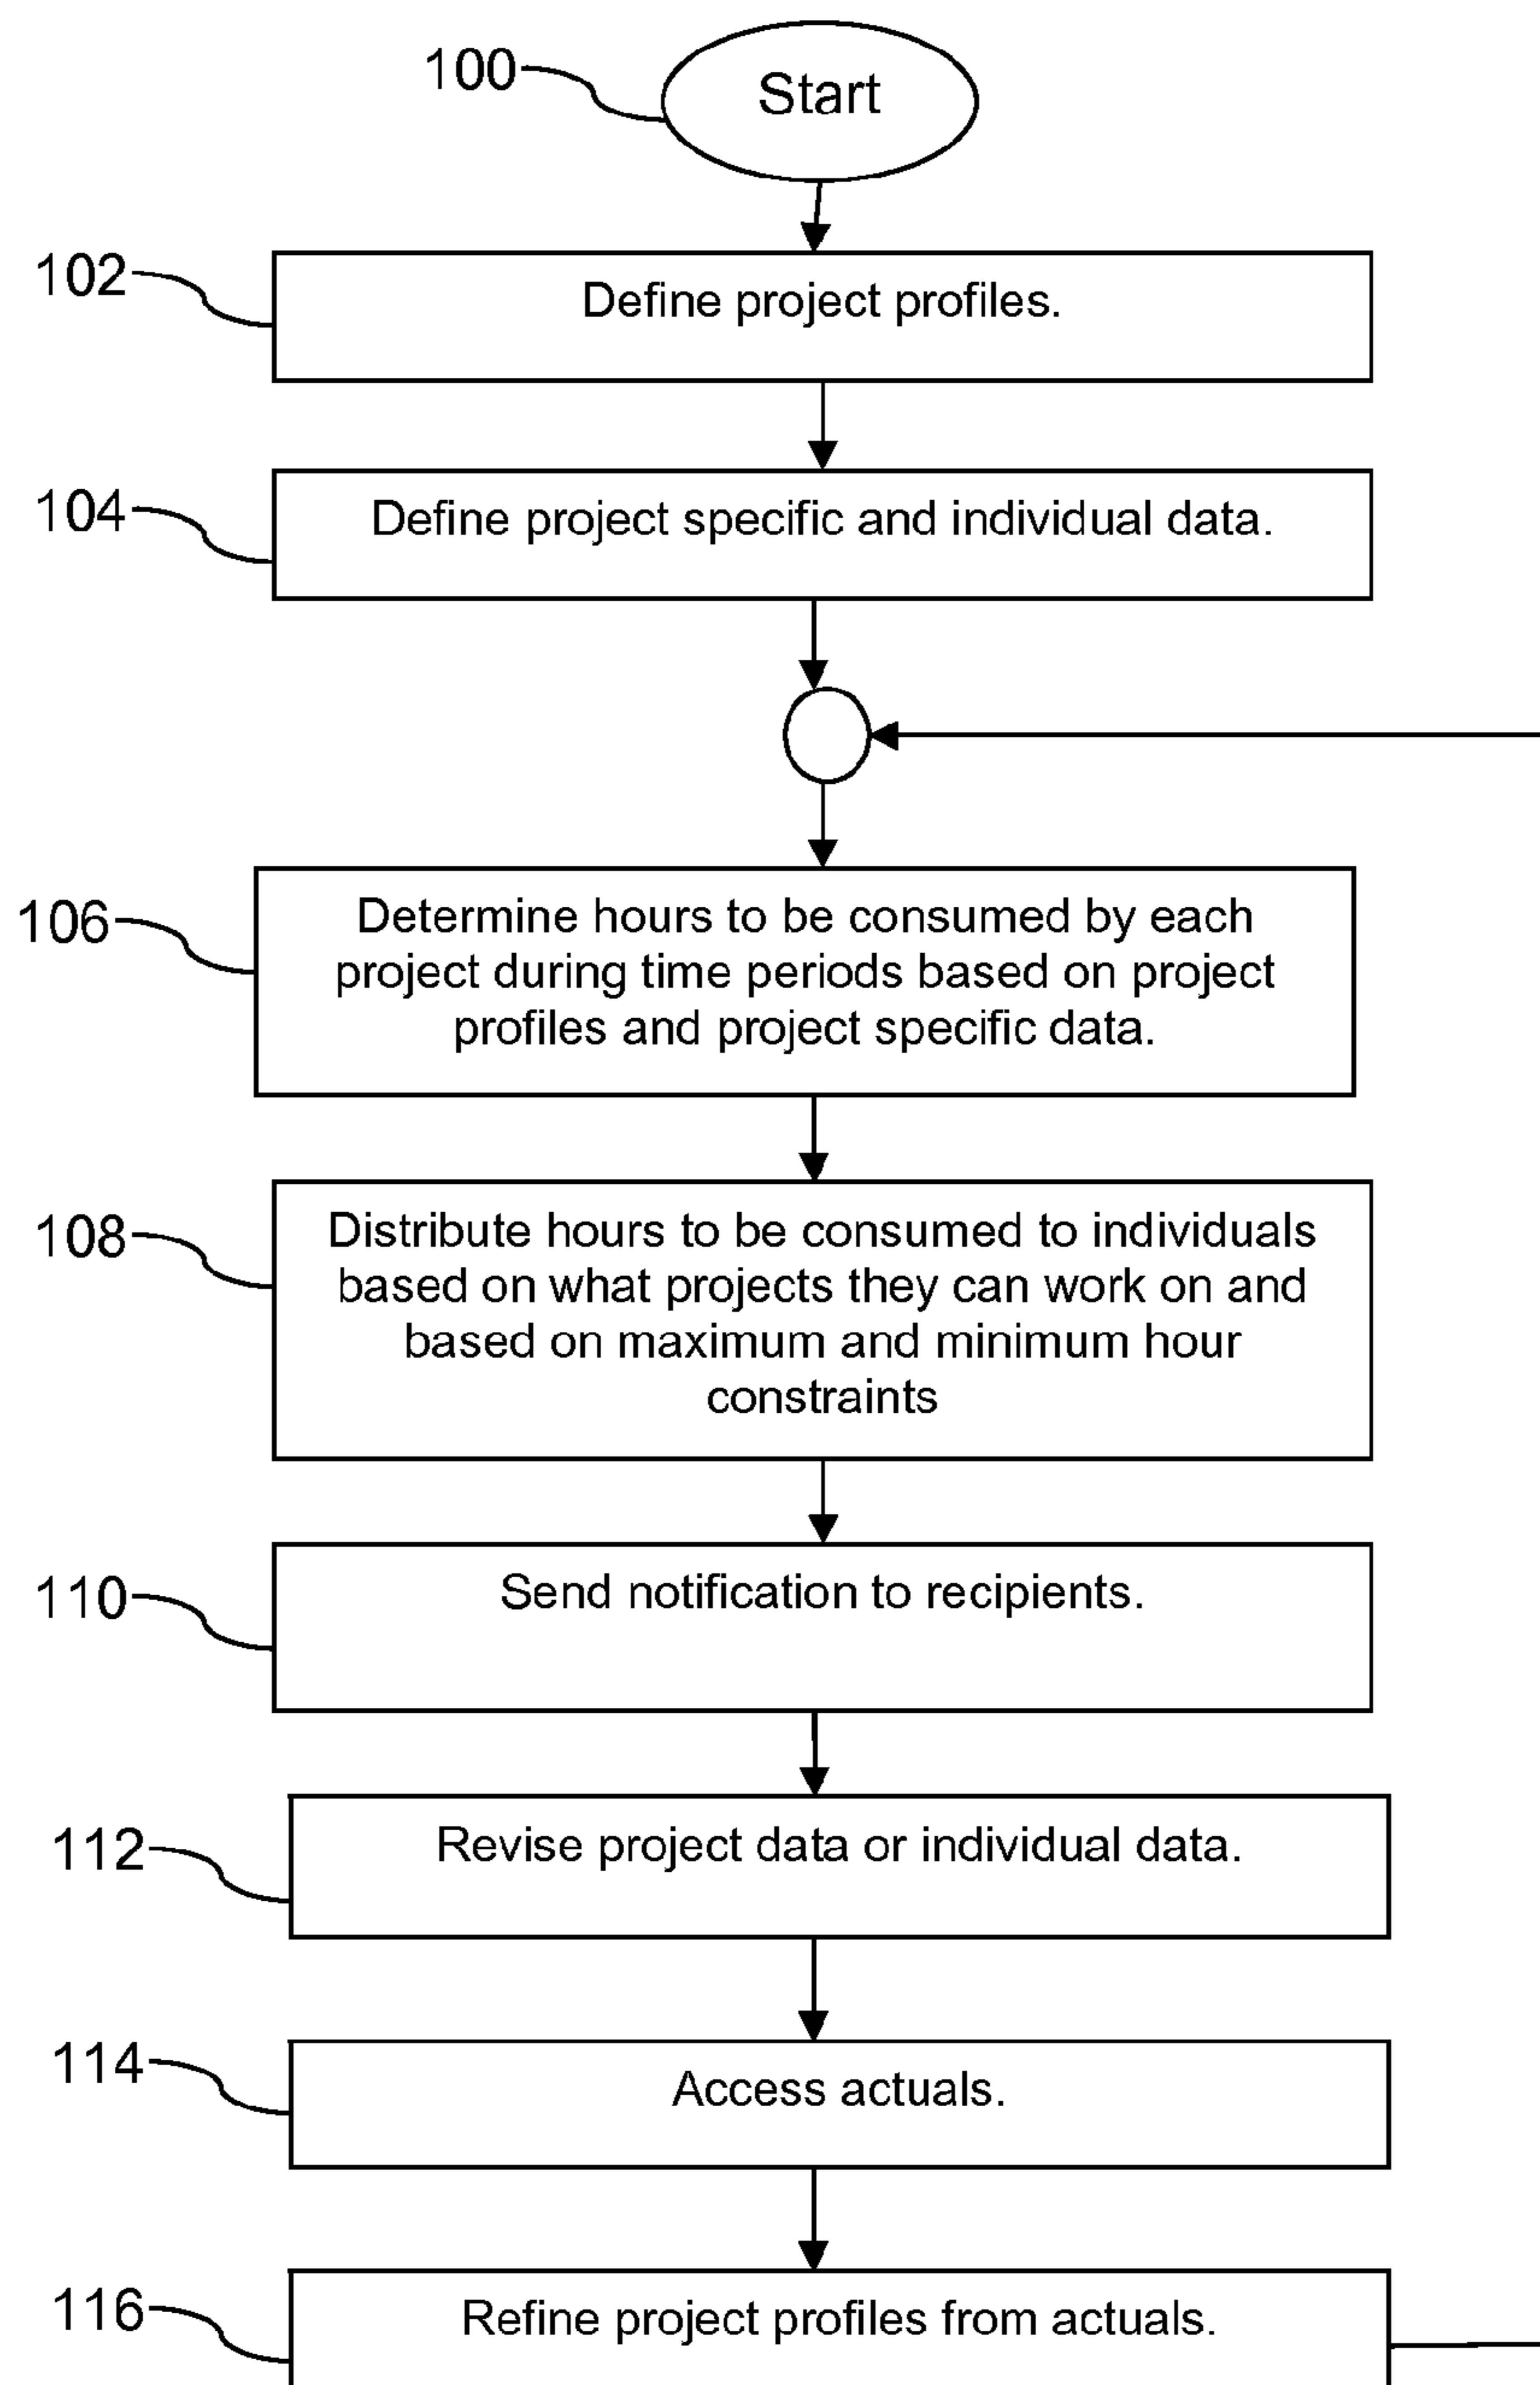 100
Start
102
Define project profiles.
104
Define project specific and individual data.
106
Determine hours to be consumed by each
project during time periods based on project
profiles and project specific data.
108
Distribute hours to be consumed to individuals
based on what projects they can work on and
based on maximum and minimum hour
constraints
110
Send notification to recipients.
112
Revise project data or individual data.
114
Access actuals.
116
Refine project profiles from actuals.